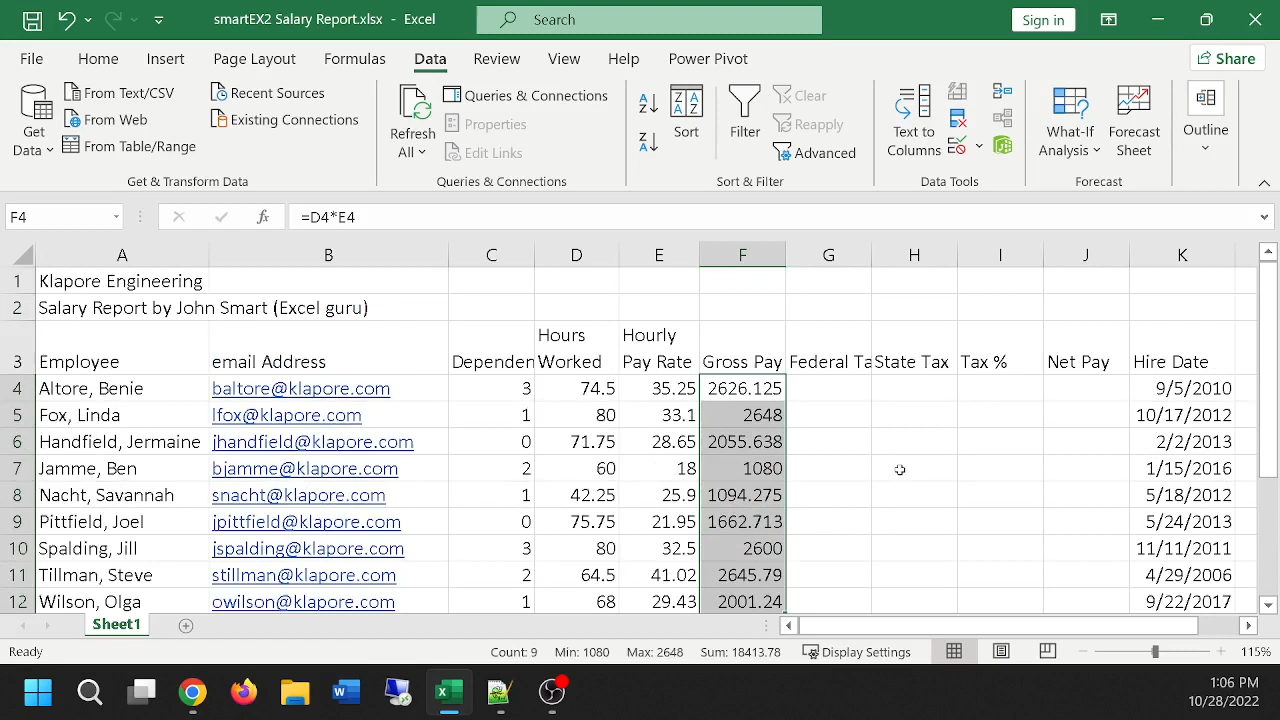 smartEX2 Salary Report.xlbx - Excel
Search
Sign in
File Home Insert Page Layout Formulas Data Review View Help Power Pivot Share
Get Data
From Text/CSV
From Web
From Table/Range
Recent Sources
Existing Connections
Get & Transform Data
Refresh All
Queries & Connections
Properties
Edit Links
Queries & Connections
Sort
Filter
Clear
Reapply
Advanced
Sort & Filter
Text to Columns
Data Tools
What-If Analysis
Forecast Sheet
Forecast
Outline
F4 fx =D4*E4
A B C D E F G H I J K
1 Klapore Engineering
2 Salary Report by John Smart (Excel guru)
Hours Hourly
3 Employee email Address Dependen Worked Pay Rate Gross Pay Federal Ta State Tax Tax % Net Pay Hire Date
4 Altore, Benie baltore@klapore.com 3 74.5 35.25 2626.125 9/5/2010
5 Fox, Linda lfox@klapore.com 1 80 33.1 2648 10/17/2012
6 Handfield, Jermaine jhandfield@klapore.com 0 71.75 28.65 2055.638 2/2/2013
7 Jamme, Ben bjamme@klapore.com 2 60 18 1080 1/15/2016
8 Nacht, Savannah snacht@klapore.com 1 42.25 25.9 1094.275 5/18/2012
9 Pittfield, Joel jpittfield@klapore.com 0 75.75 21.95 1662.713 5/24/2013
10 Spalding, Jill jspalding@klapore.com 3 80 32.5 2600 11/11/2011
11 Tillman, Steve stillman@klapore.com 2 64.5 41.02 2645.79 4/29/2006
12 Wilson, Olga owilson@klapore.com 1 68 29.43 2001.24 9/22/2017
Sheet1
Ready Count: 9 Min: 1080 Max: 2648 Sum: 18413.78 Display Settings 115%
1:06 PM
10/28/2022